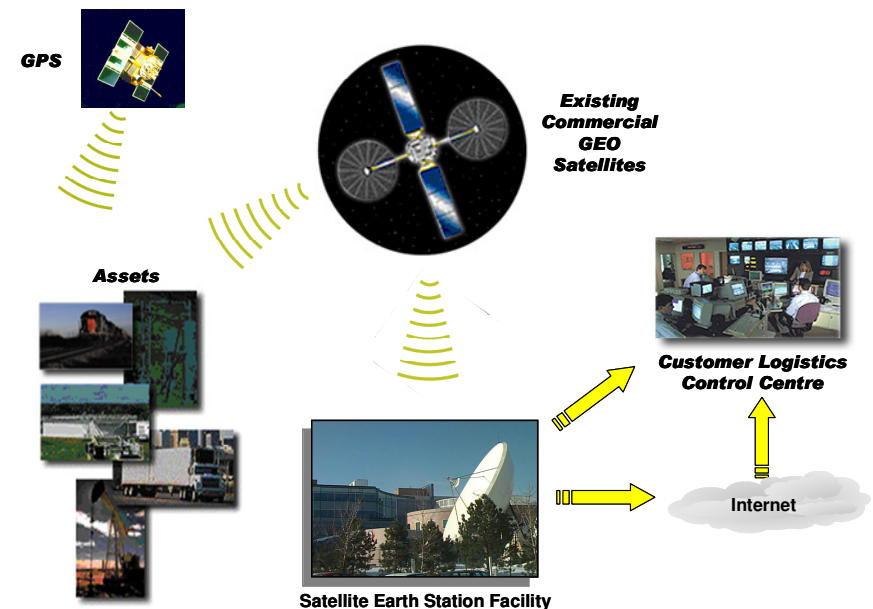 GPS
Existing
Commercial
GEO
Satellites
Assets
Customer Logistics
Control Centre
Internet
Satellite Earth Station Facility